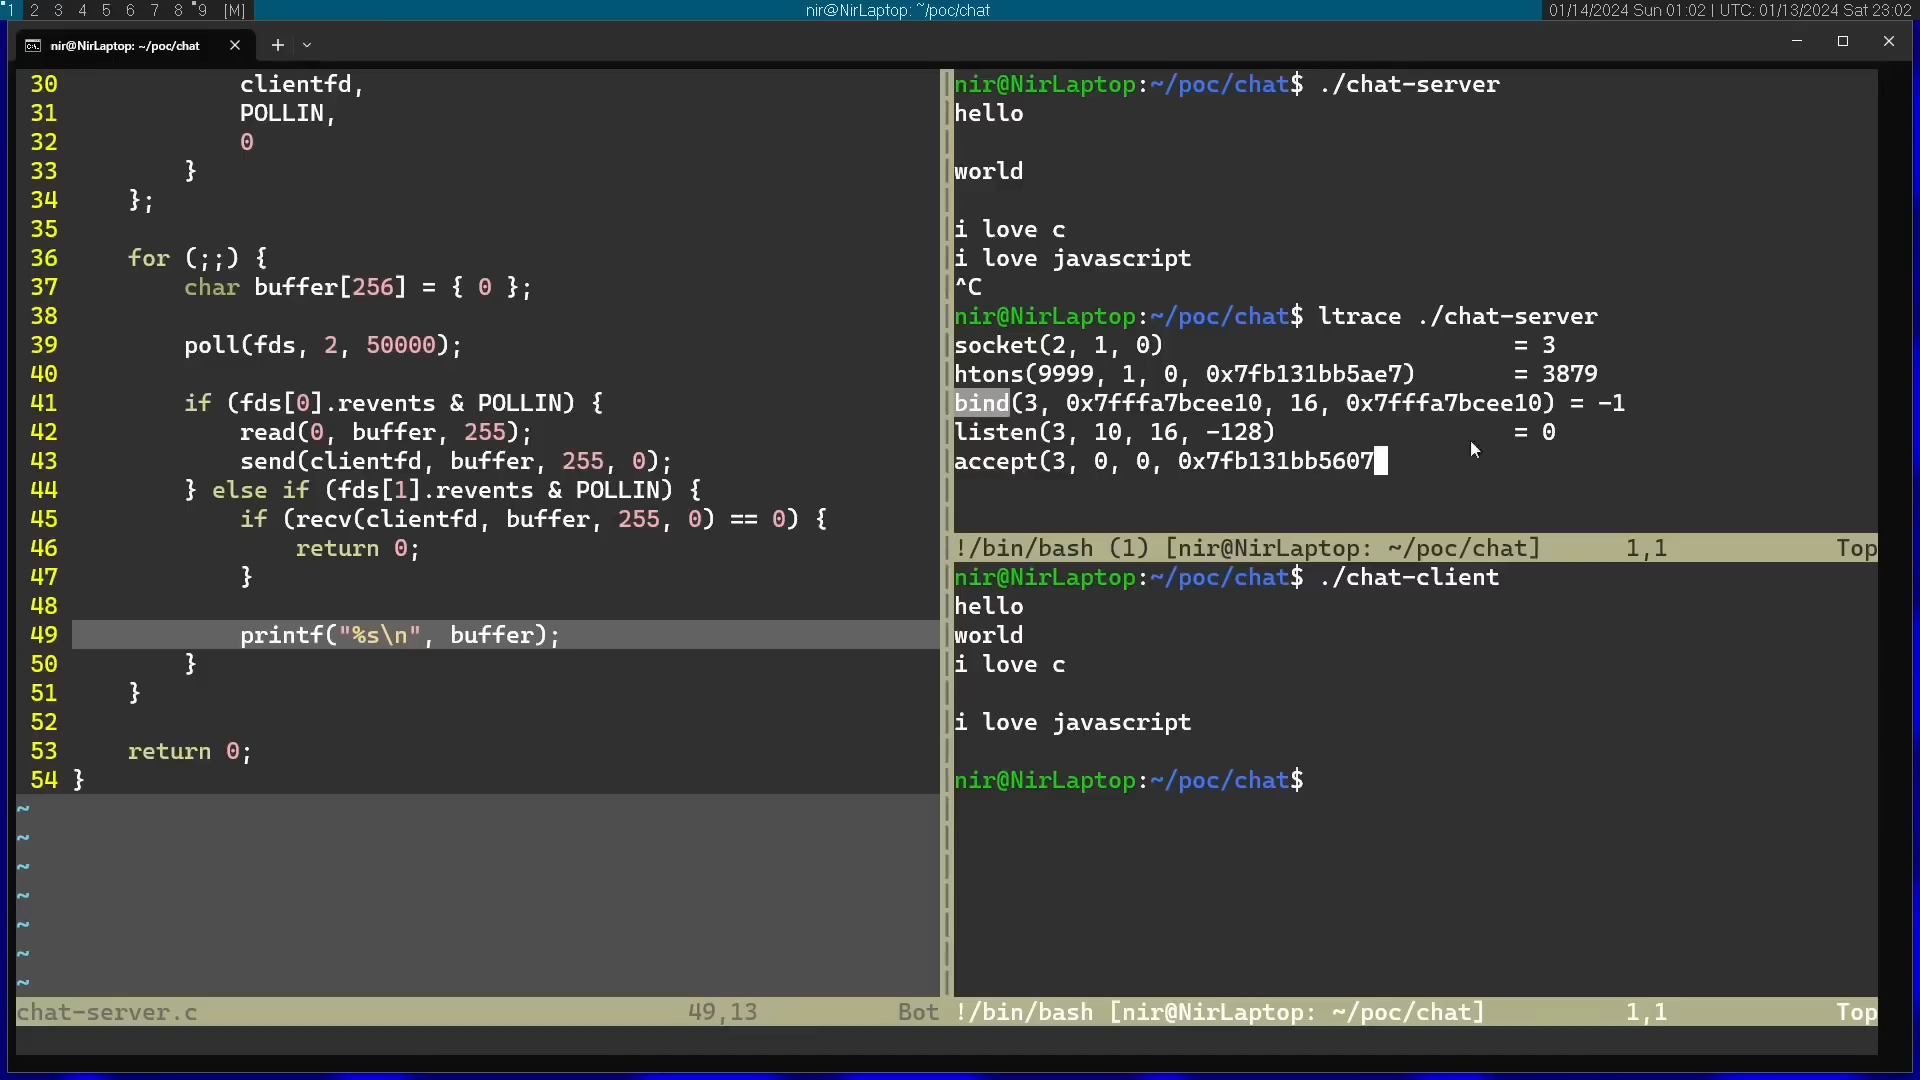 1 2 3 4 5 6 7 8 9 [M]
nir@NirLaptop: ~/poc/chat
01/14/2024 Sun 01:02 | UTC: 01/13/2024 Sat 23:02
nir@NirLaptop: ~/poc/chat
30 clientfd,
31 POLLIN,
32 0
33 }
34 };
35
36 for (;;) {
37 char buffer[256] = { 0 };
38
39 poll(fds, 2, 50000);
40
41 if (fds[0].revents & POLLIN) {
42 read(0, buffer, 255);
43 send(clientfd, buffer, 255, 0);
44 } else if (fds[1].revents & POLLIN) {
45 if (recv(clientfd, buffer, 255, 0) == 0) {
46 return 0;
47 }
48
49 printf("%s\n", buffer);
50 }
51 }
52
53 return 0;
54 }
~
~
~
~
~
~
~
chat-server.c 49,13 Bot
nir@NirLaptop:~/poc/chat$ ./chat-server
hello
world
i love c
i love javascript
^C
nir@NirLaptop:~/poc/chat$ ltrace ./chat-server
socket(2, 1, 0) = 3
htons(9999, 1, 0, 0x7fb131bb5ae7) = 3879
bind(3, 0x7fffa7bcee10, 16, 0x7fffa7bcee10) = -1
listen(3, 10, 16, -128) = 0
accept(3, 0, 0, 0x7fb131bb5607
!/bin/bash (1) [nir@NirLaptop: ~/poc/chat] 1,1 Top
nir@NirLaptop:~/poc/chat$ ./chat-client
hello
world
i love c
i love javascript
nir@NirLaptop:~/poc/chat$
!/bin/bash [nir@NirLaptop: ~/poc/chat] 1,1 Top